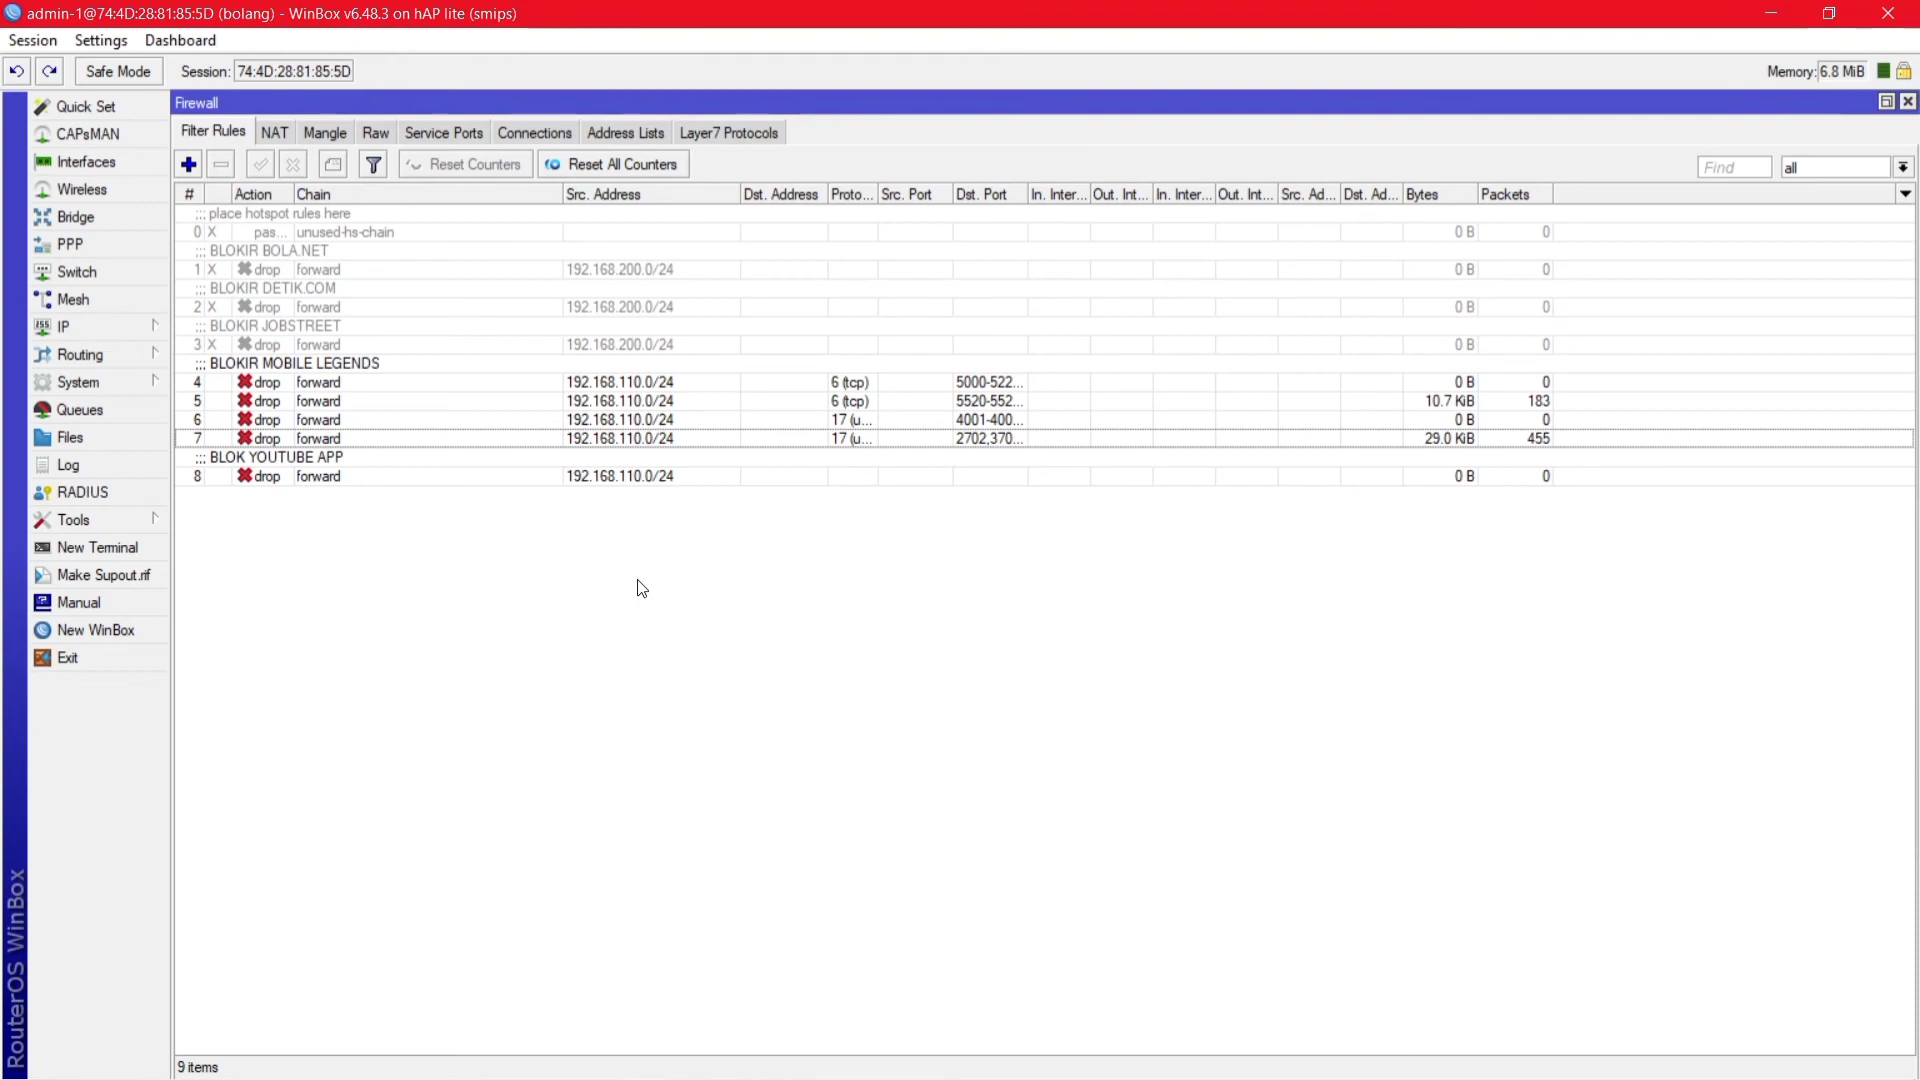 admin-1@74:4D:28:81:85:5D (bolang) - WinBox v6.48.3 on hAP lite (smips)
Session Settings Dashboard
Safe Mode Session: 74:4D:28:81:85:5D Memory: 6.8 MiB
Quick Set
CAPsMAN
Interfaces
Wireless
Bridge
PPP
Switch
Mesh
IP
Routing
System
Queues
Files
Log
RADIUS
Tools
New Terminal
Make Supout.rif
Manual
New WinBox
Exit
RouterOS WinBox
Firewall
Filter Rules NAT Mangle Raw Service Ports Connections Address Lists Layer7 Protocols
Reset Counters Reset All Counters Find all
# Action Chain Src. Address Dst. Address Proto... Src. Port Dst. Port In. Inter... Out. Int... In. Inter... Out. Int... Src. Ad... Dst. Ad... Bytes Packets
::: place hotspot rules here
0 X pas... unused-hs-chain 0 B 0
::: BLOKIR BOLA.NET
1 X drop forward 192.168.200.0/24 0 B 0
::: BLOKIR DETIK.COM
2 X drop forward 192.168.200.0/24 0 B 0
::: BLOKIR JOBSTREET
3 X drop forward 192.168.200.0/24 0 B 0
::: BLOKIR MOBILE LEGENDS
4 drop forward 192.168.110.0/24 6 (tcp) 5000-522... 0 B 0
5 drop forward 192.168.110.0/24 6 (tcp) 5520-552... 10.7 KiB 183
6 drop forward 192.168.110.0/24 17 (u... 4001-400... 0 B 0
7 drop forward 192.168.110.0/24 17 (u... 2702,370... 29.0 KiB 455
::: BLOK YOUTUBE APP
8 drop forward 192.168.110.0/24 0 B 0
9 items